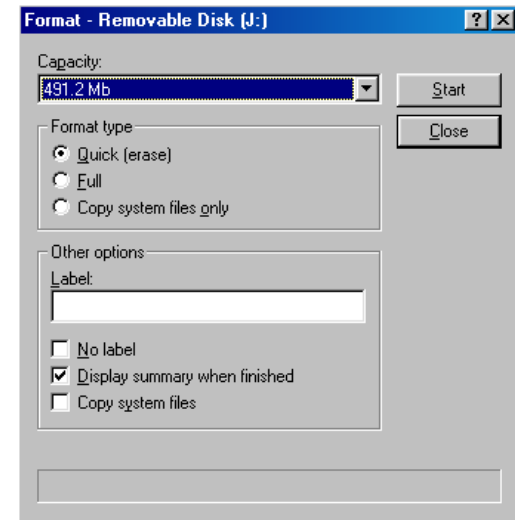 Format - Removable Disk (J:)
Capacity:
491.2 Mb
Start
Format type
Close
Quick (erase)
Full
Copy system files only
Other options
Label:
No label
Display summary when finished
Copy system files